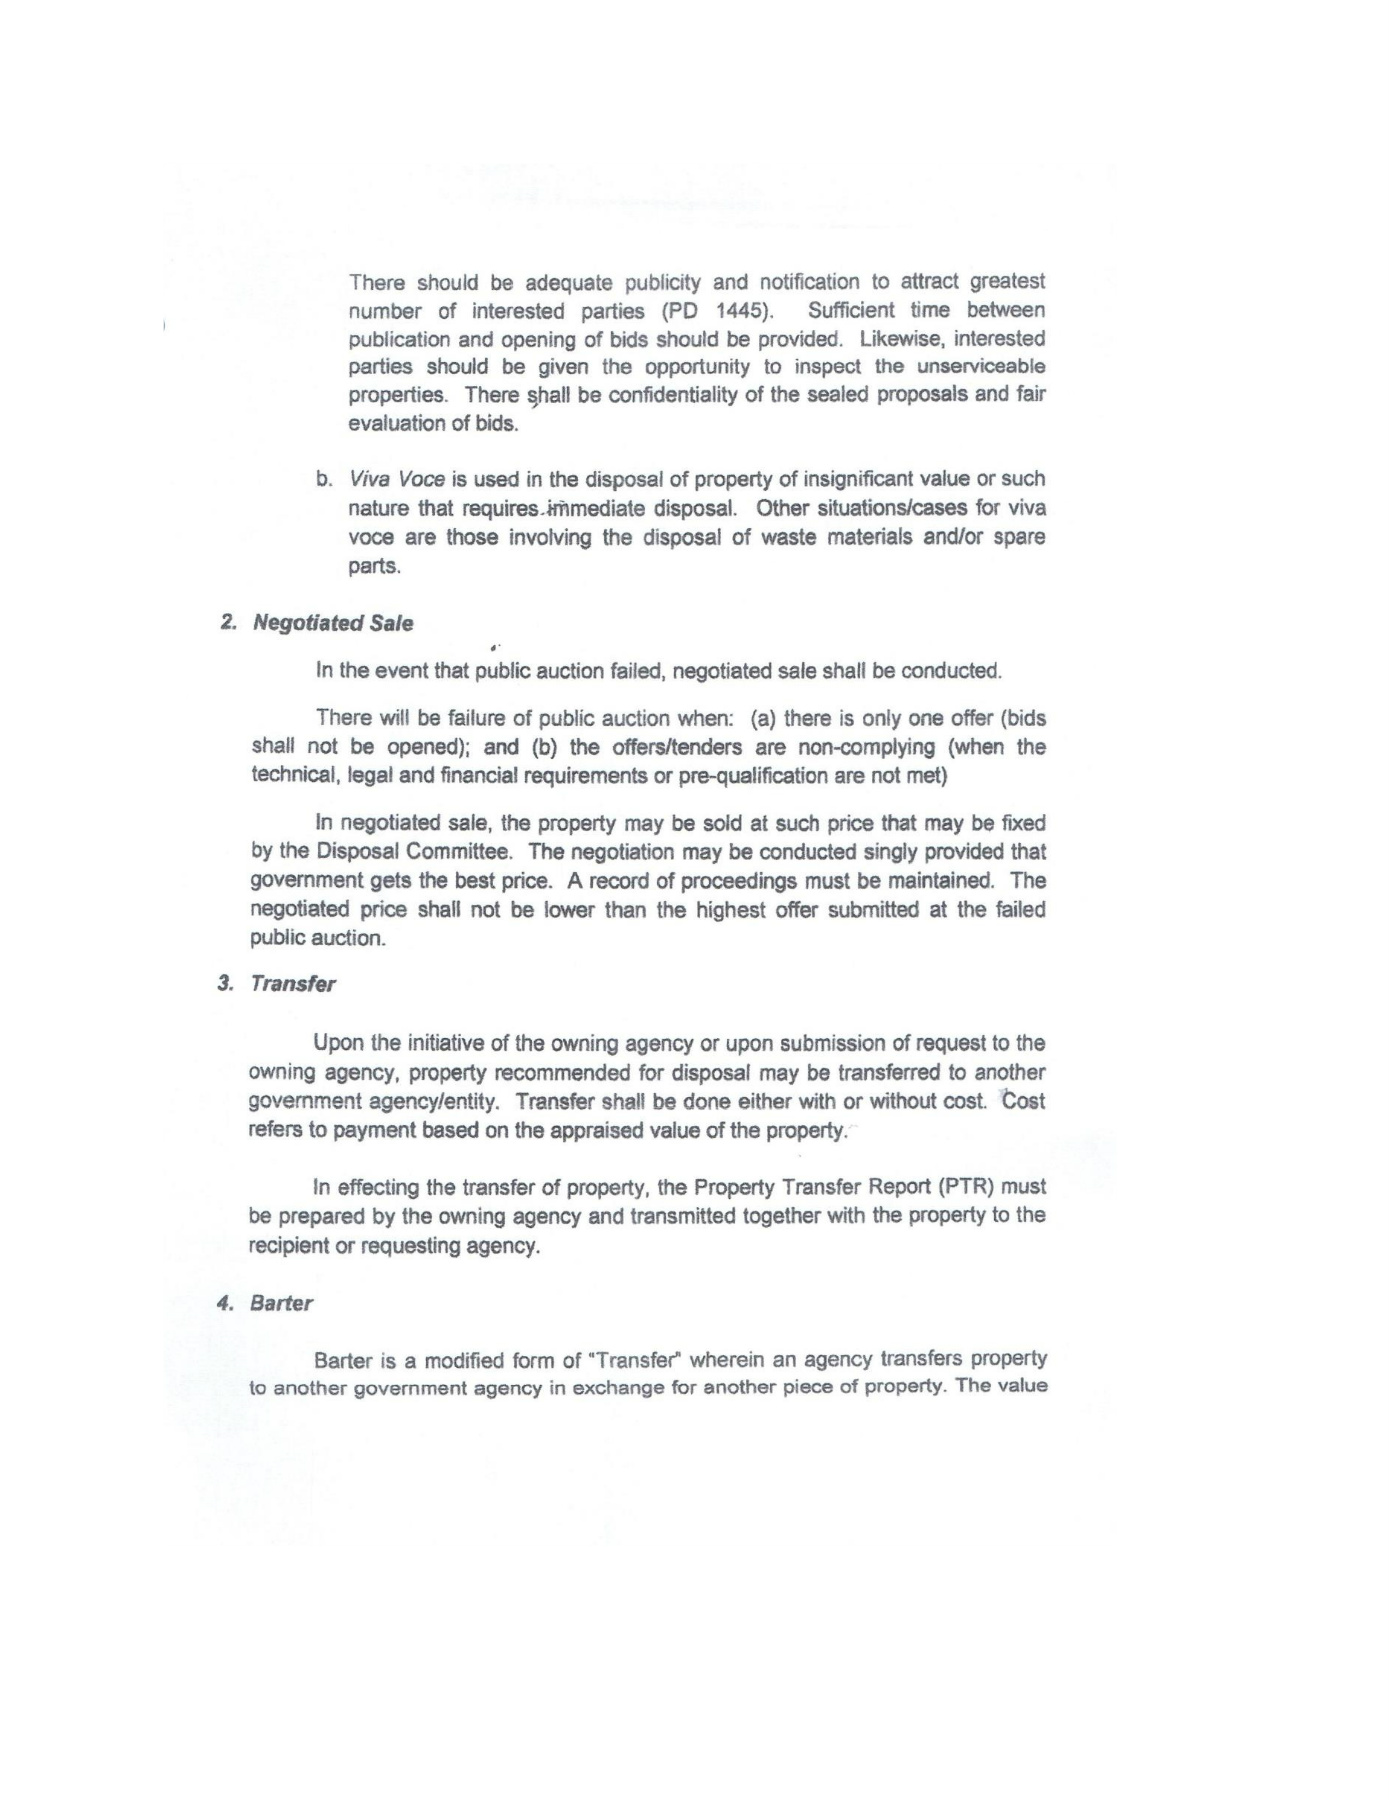 There should be adequate publicity and notification to attract greatest
number of interested parties (PD 1445). Sufficient time between
publication and opening of bids should be provided. Likewise, interested
parties should be given the opportunity to inspect the unserviceable
properties. There shall be confidentiality of the sealed proposals and fair
evaluation of bids.
b. Viva Voce is used in the disposal of property of insignificant value or such
nature that requires immediate disposal. Other situations/cases for viva
voce are those involving the disposal of waste materials and/or spare
parts.
2. Negotiated Sale
In the event that public auction failed, negotiated sale shall be conducted.
There will be failure of public auction when: (a) there is only one offer (bids
shall not be opened); and (b) the offers/tenders are non-complying (when the
technical, legal and financial requirements or pre-qualification are not met)
In negotiated sale, the property may be sold at such price that may be fixed
by the Disposal Committee. The negotiation may be conducted singly provided that
government gets the best price. A record of proceedings must be maintained. The
negotiated price shall not be lower than the highest offer submitted at the failed
public auction.
3. Transfer
Upon the initiative of the owning agency or upon submission of request to the
owning agency, property recommended for disposal may be transferred to another
government agency/entity. Transfer shall be done either with or without cost. Cost
refers to payment based on the appraised value of the property.
In effecting the transfer of property, the Property Transfer Report (PTR) must
be prepared by the owning agency and transmitted together with the property to the
recipient or requesting agency.
4. Barter
Barter is a modified form of "Transfer" wherein an agency transfers property
to another government agency in exchange for another piece of property. The value